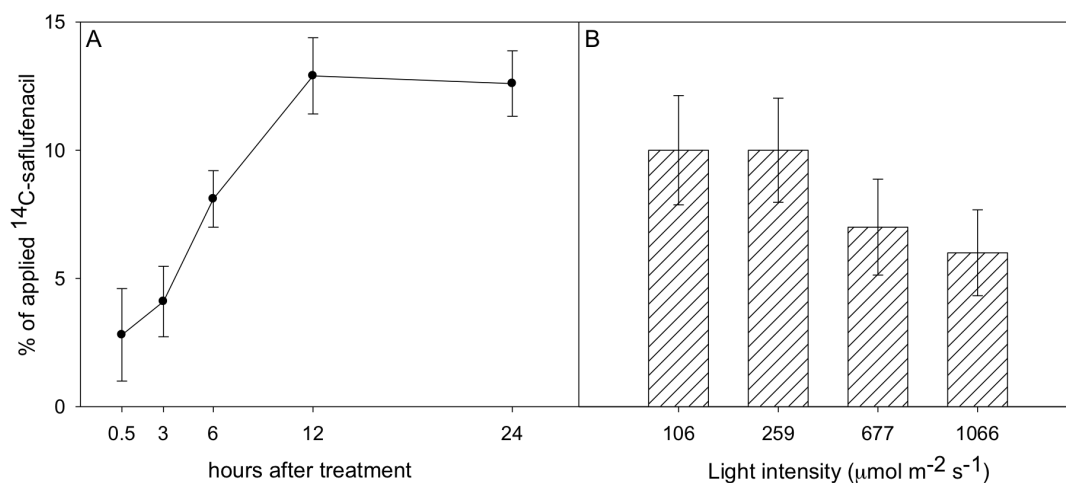 A
B
% of applied ¹⁴C-saflufenacil
15
10
5
0
0.5 3 6 12 24
hours after treatment
106 259 677 1066
Light intensity (μmol m⁻² s⁻¹)